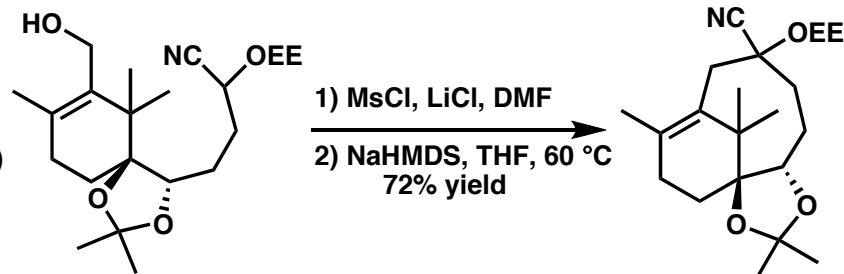 HO
NC
OEE
O
O
)
1) MsCl, LiCl, DMF
2) NaHMDS, THF, 60 °C
72% yield
NC
OEE
O
O